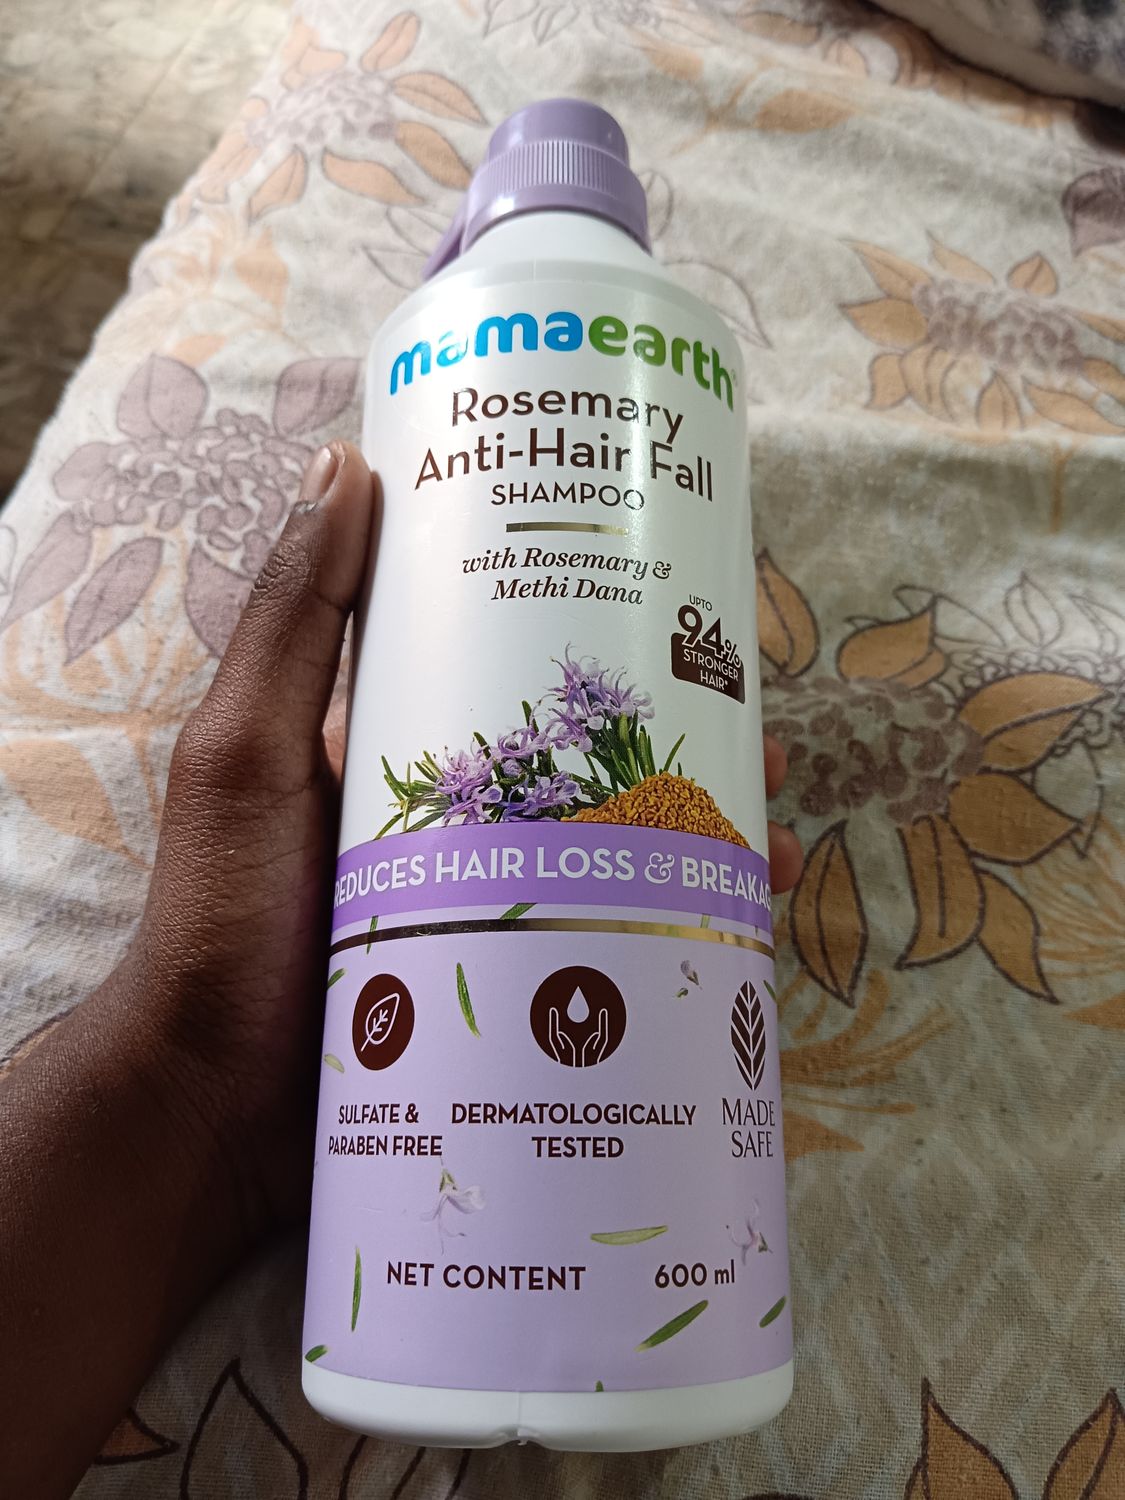 mamaearth
Rosemary
Anti-Hair Fall
SHAMPOO
with Rosemary &
Methi Dana
UPTO
94%
STRONGER
HAIR*
REDUCES HAIR LOSS & BREAKAG
SULFATE &
PARABEN FREE
DERMATOLOGICALLY
TESTED
MADE
SAFE
NET CONTENT 600 ml